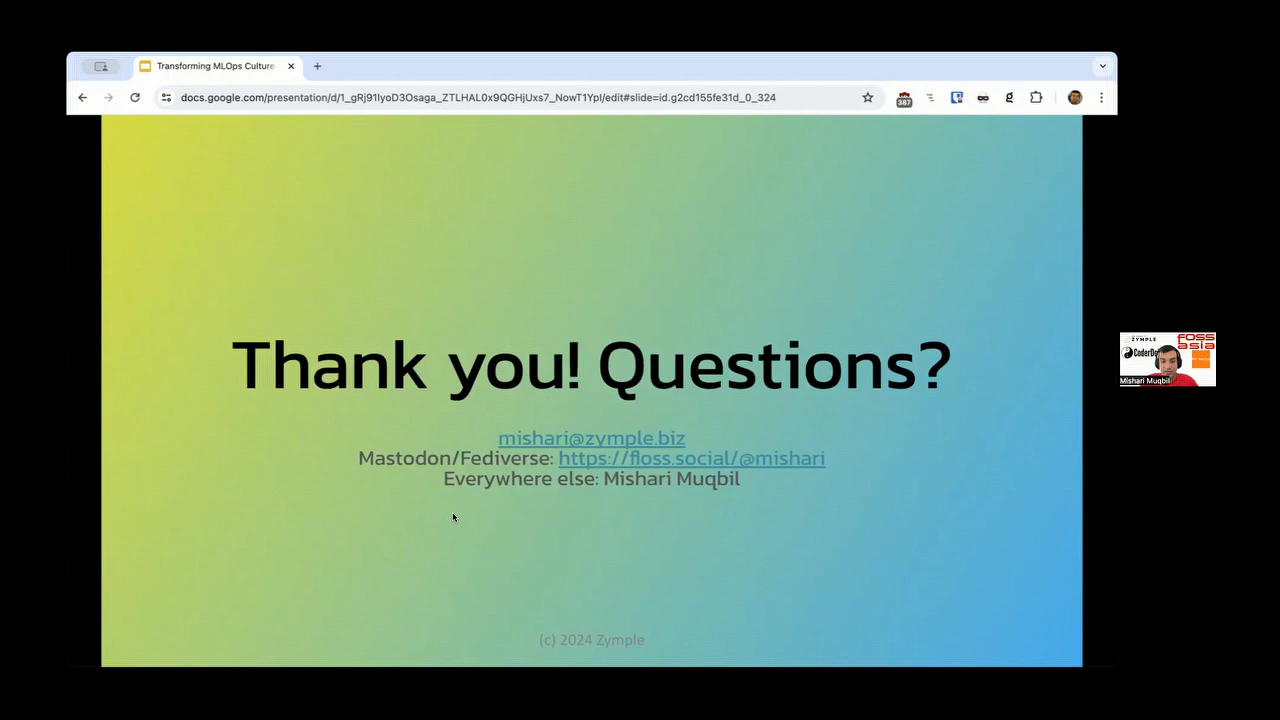 Transforming MLOps Culture
docs.google.com/presentation/d/1_gRj91IyoD3Osaga_ZTLHAL0x9QGHjUxs7_NowT1YpI/edit#slide=id.g2cd155fe31d_0_324
387
Thank you! Questions?
mishari@zymple.biz
Mastodon/Fediverse: https://floss.social/@mishari
Everywhere else: Mishari Muqbil
(c) 2024 Zymple
ZYMPLE
foss
asia
Mishari Muqbil